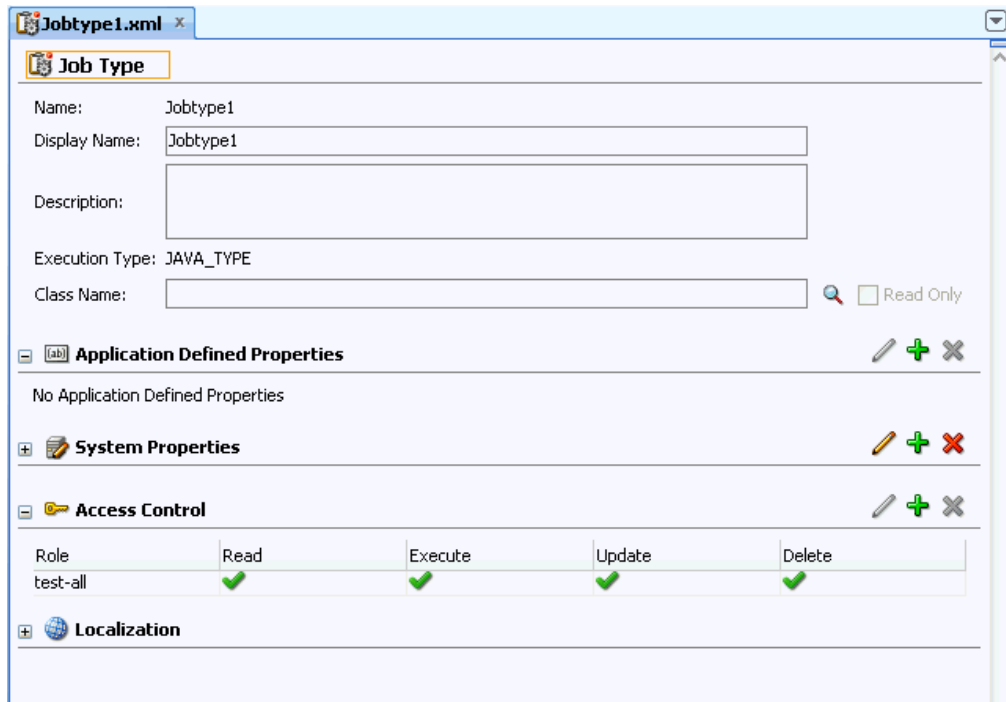 Jobtype1.xml
Job Type
Name: Jobtype1
Display Name: Jobtype1
Description:
Execution Type: JAVA_TYPE
Class Name: Read Only
Application Defined Properties
No Application Defined Properties
System Properties
Access Control
Role Read Execute Update Delete
test-all
Localization